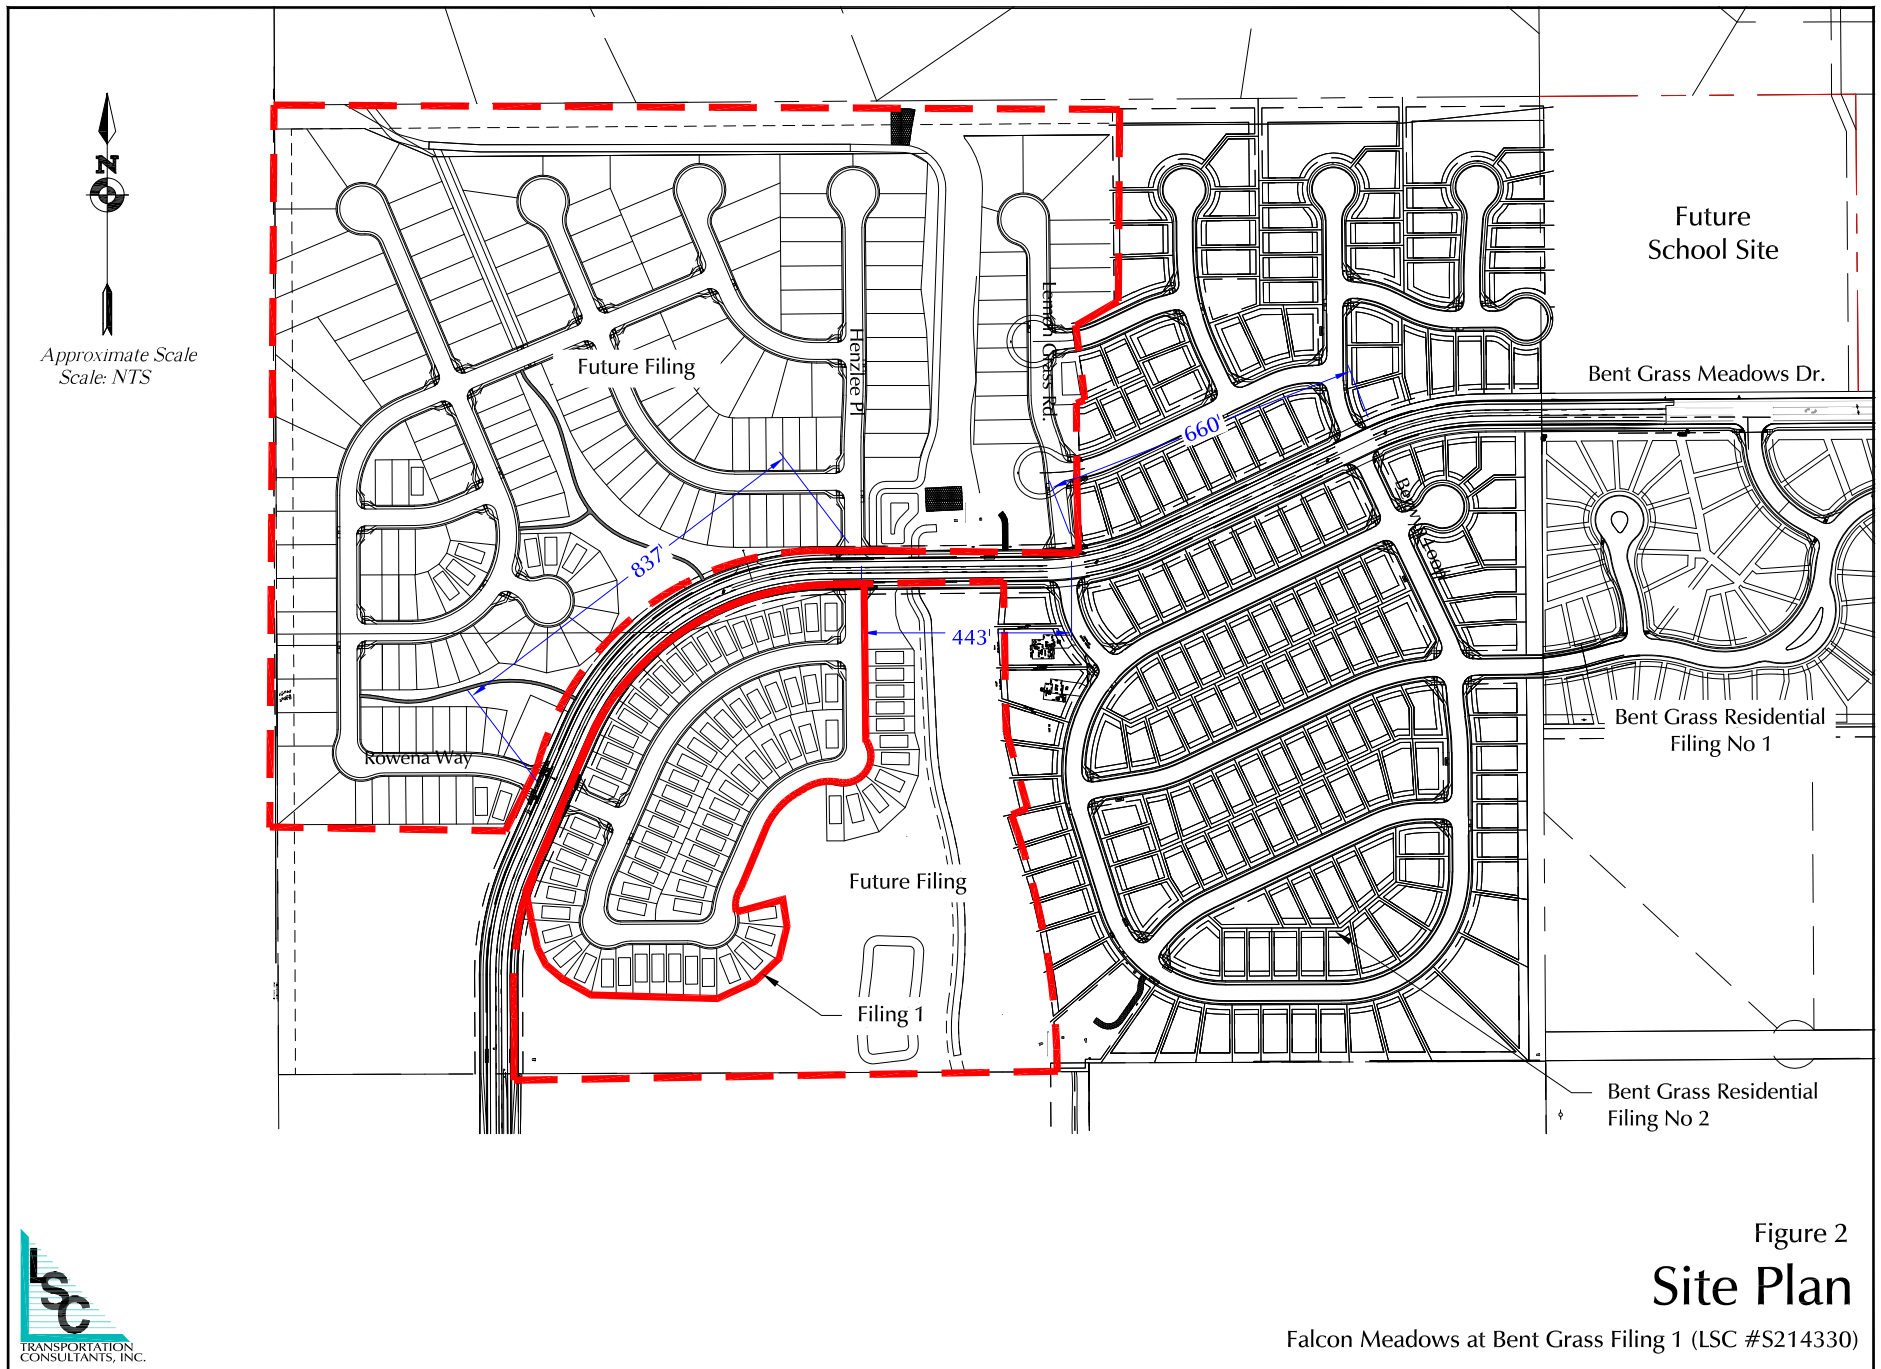 N
Approximate Scale
Scale: NTS
Future
School Site
Bent Grass Meadows Dr.
Future Filing
Henzlee Pl
Lemon Grass Rd.
660'
837'
443'
Rowena Way
Bent Grass Residential
Filing No 1
Future Filing
Filing 1
Bent Grass Residential
Filing No 2
Figure 2
Site Plan
Falcon Meadows at Bent Grass Filing 1 (LSC #S214330)
LSC
TRANSPORTATION
CONSULTANTS, INC.